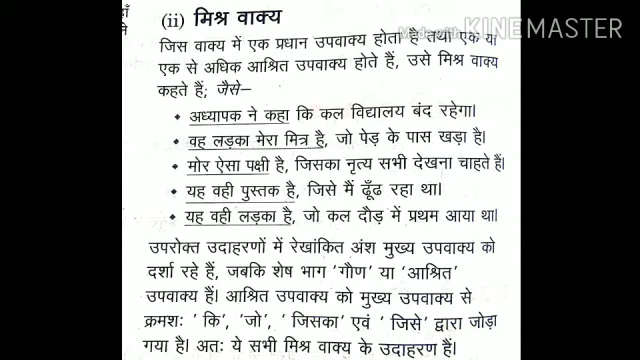 (ii) मिश्र वाक्य
Made with KINEMASTER
जिस वाक्य में एक प्रधान उपवाक्य होता है तथा एक या
एक से अधिक आश्रित उपवाक्य होते हैं, उसे मिश्र वाक्य
कहते हैं; जैसे–
• अध्यापक ने कहा कि कल विद्यालय बंद रहेगा।
• वह लड़का मेरा मित्र है, जो पेड़ के पास खड़ा है।
• मोर ऐसा पक्षी है, जिसका नृत्य सभी देखना चाहते हैं।
• यह वही पुस्तक है, जिसे मैं ढूँढ रहा था।
• यह वही लड़का है, जो कल दौड़ में प्रथम आया था।
उपरोक्त उदाहरणों में रेखांकित अंश मुख्य उपवाक्य को
दर्शा रहे हैं, जबकि शेष भाग 'गौण' या 'आश्रित'
उपवाक्य हैं। आश्रित उपवाक्य को मुख्य उपवाक्य से
क्रमशः 'कि', 'जो', ' जिसका' एवं ' जिसे' द्वारा जोड़ा
गया है। अतः ये सभी मिश्र वाक्य के उदाहरण हैं।